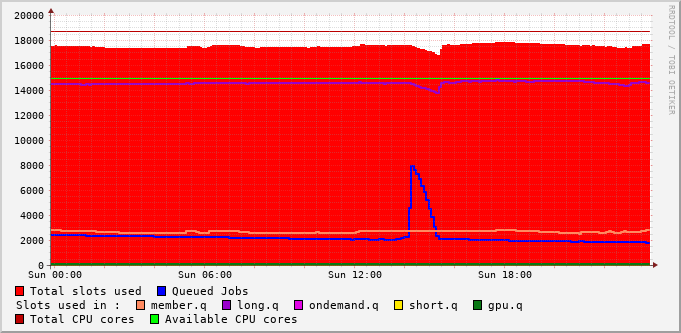 20000
18000
16000
14000
12000
10000
8000
6000
4000
2000
0
Sun 00:00 Sun 06:00 Sun 12:00 Sun 18:00
Total slots used Queued Jobs
Slots used in : member.q long.q ondemand.q short.q gpu.q
Total CPU cores Available CPU cores
RRDTOOL / TOBI OETIKER